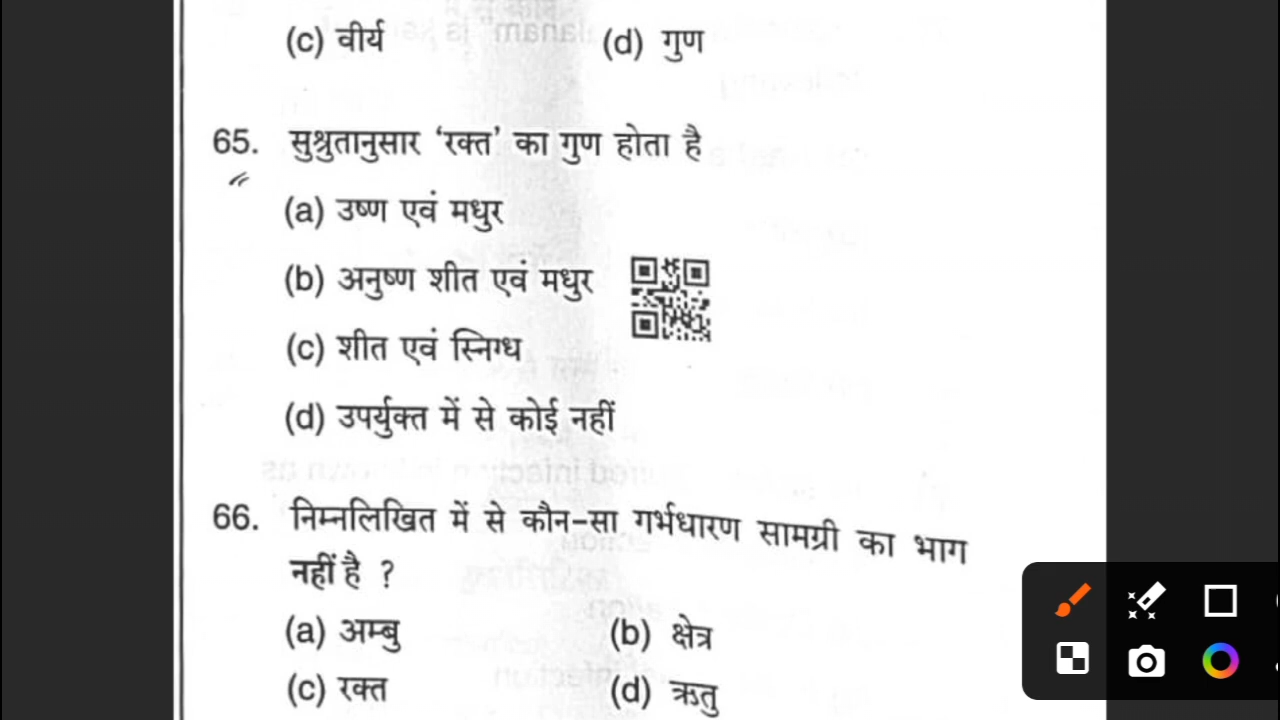 (c) वीर्य (d) गुण
65. सुश्रुतानुसार ‘रक्त’ का गुण होता है
(a) उष्ण एवं मधुर
(b) अनुष्ण शीत एवं मधुर
(c) शीत एवं स्निग्ध
(d) उपर्युक्त में से कोई नहीं
66. निम्नलिखित में से कौन-सा गर्भधारण सामग्री का भाग
नहीं है ?
(a) अम्बु (b) क्षेत्र
(c) रक्त (d) ऋतु